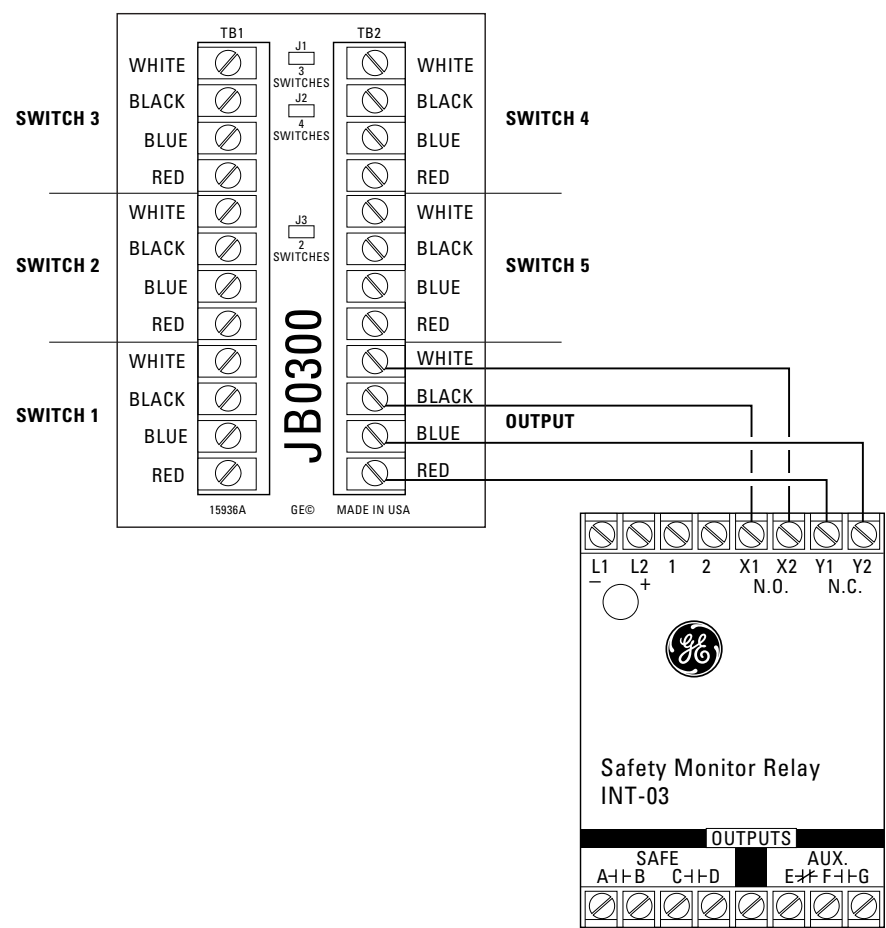 TB1 TB2
J1
3
SWITCHES
J2
4
SWITCHES
J3
2
SWITCHES
SWITCH 3
WHITE
BLACK
BLUE
RED
SWITCH 2
WHITE
BLACK
BLUE
RED
SWITCH 1
WHITE
BLACK
BLUE
RED
JB0300
WHITE
BLACK
BLUE
RED
SWITCH 4
WHITE
BLACK
BLUE
RED
SWITCH 5
WHITE
BLACK
BLUE
RED
OUTPUT
15936A GE© MADE IN USA
L1 L2 1 2 X1 X2 Y1 Y2
– + N.O. N.C.
GE
Safety Monitor Relay
INT-03
OUTPUTS
SAFE AUX.
A B C D E F G